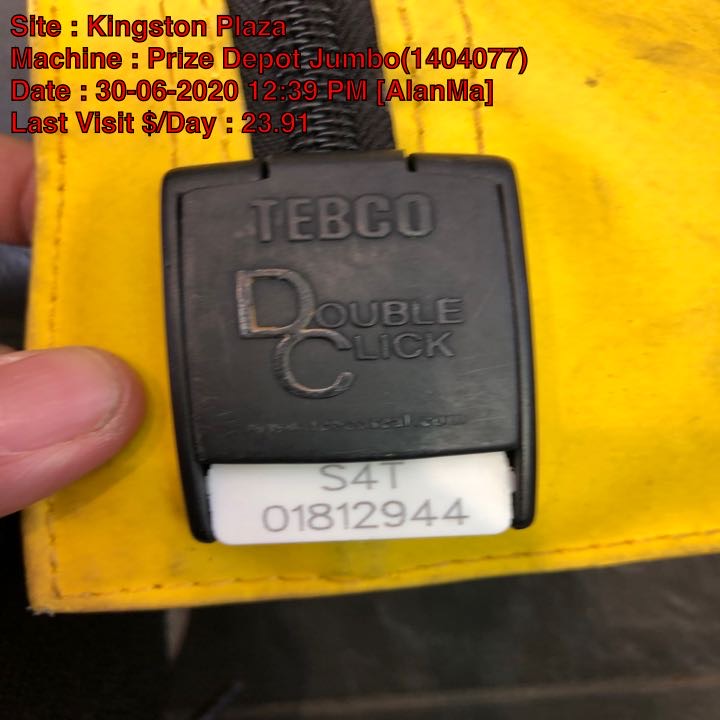 Site : Kingston Plaza
Machine : Prize Depot Jumbo(1404077)
Date : 30-06-2020 12:39 PM [AlanMa]
Last Visit $/Day : 23.91
TEBCO
DOUBLE
CLICK
S4T
01812944